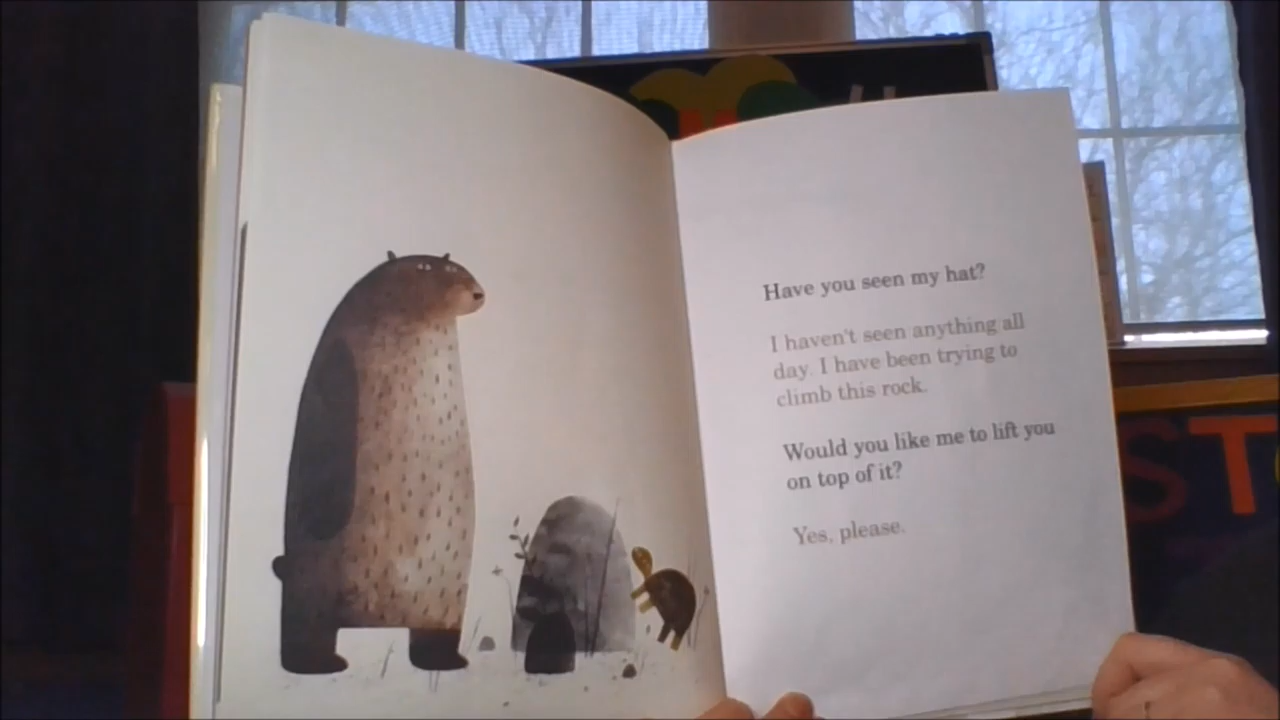 Have you seen my hat?
I haven't seen anything all
day. I have been trying to
climb this rock.
Would you like me to lift you
on top of it?
Yes, please.
ST